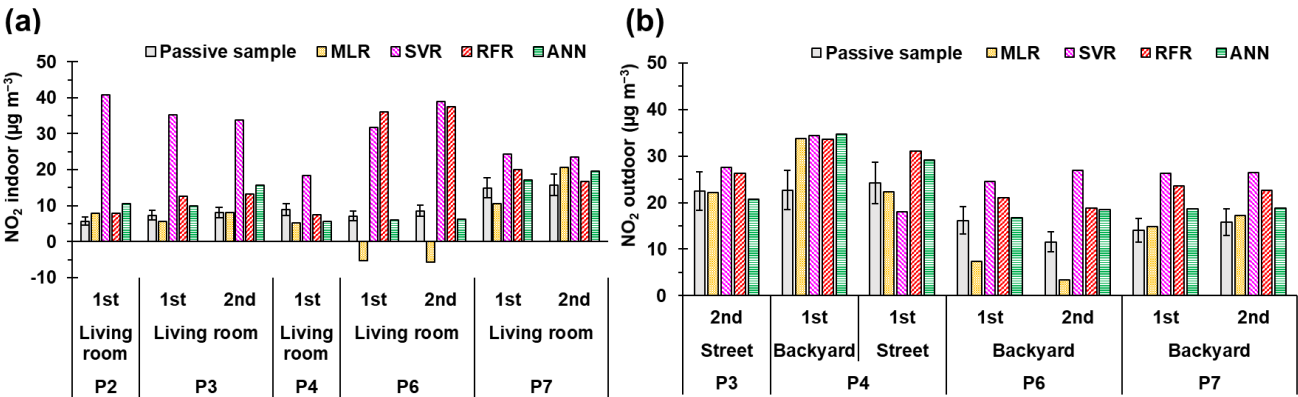 (a)
Passive sample MLR SVR RFR ANN
NO₂ indoor (µg m⁻³)
50
40
30
20
10
0
-10
1st 1st 2nd 1st 1st 2nd 1st 2nd
Living room Living room Living room Living room Living room
P2 P3 P4 P6 P7
(b)
Passive sample MLR SVR RFR ANN
NO₂ outdoor (µg m⁻³)
50
40
30
20
10
0
2nd 1st 1st 1st 2nd 1st 2nd
Street Backyard Street Backyard Backyard
P3 P4 P6 P7